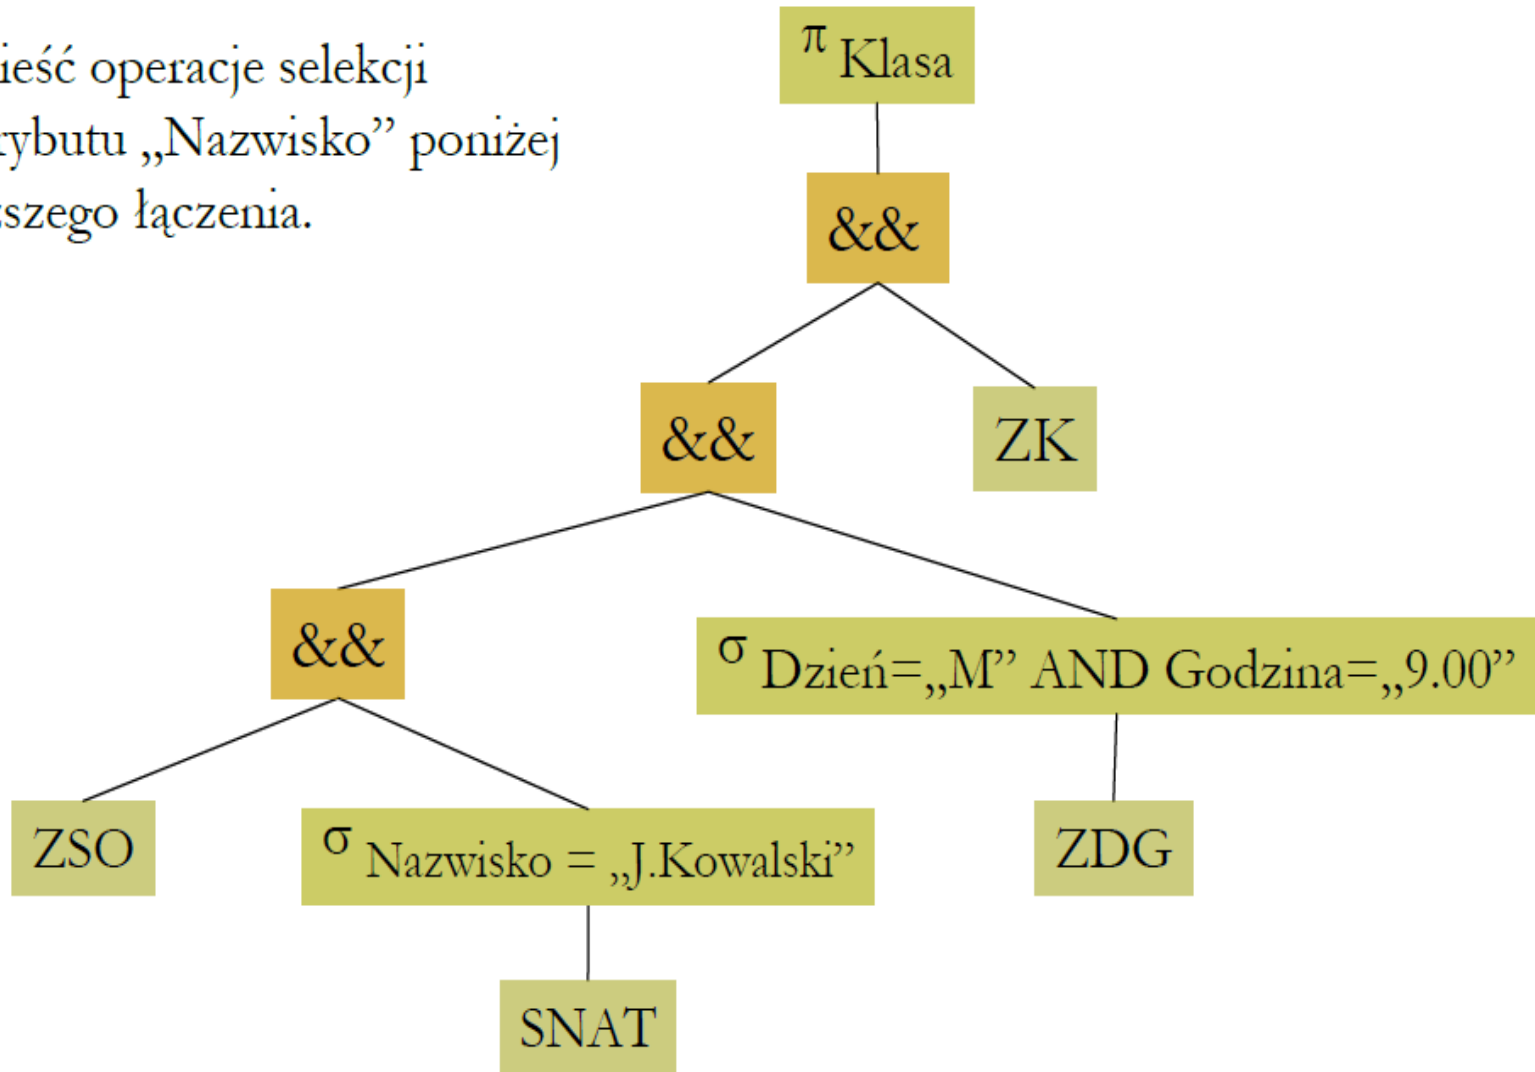 ieść operacje selekcji
rybutu „Nazwisko” poniżej
szego łączenia.
π Klasa
&&
&&
ZK
&&
σ Dzień=„M” AND Godzina=„9.00”
ZSO
σ Nazwisko = „J.Kowalski”
ZDG
SNAT